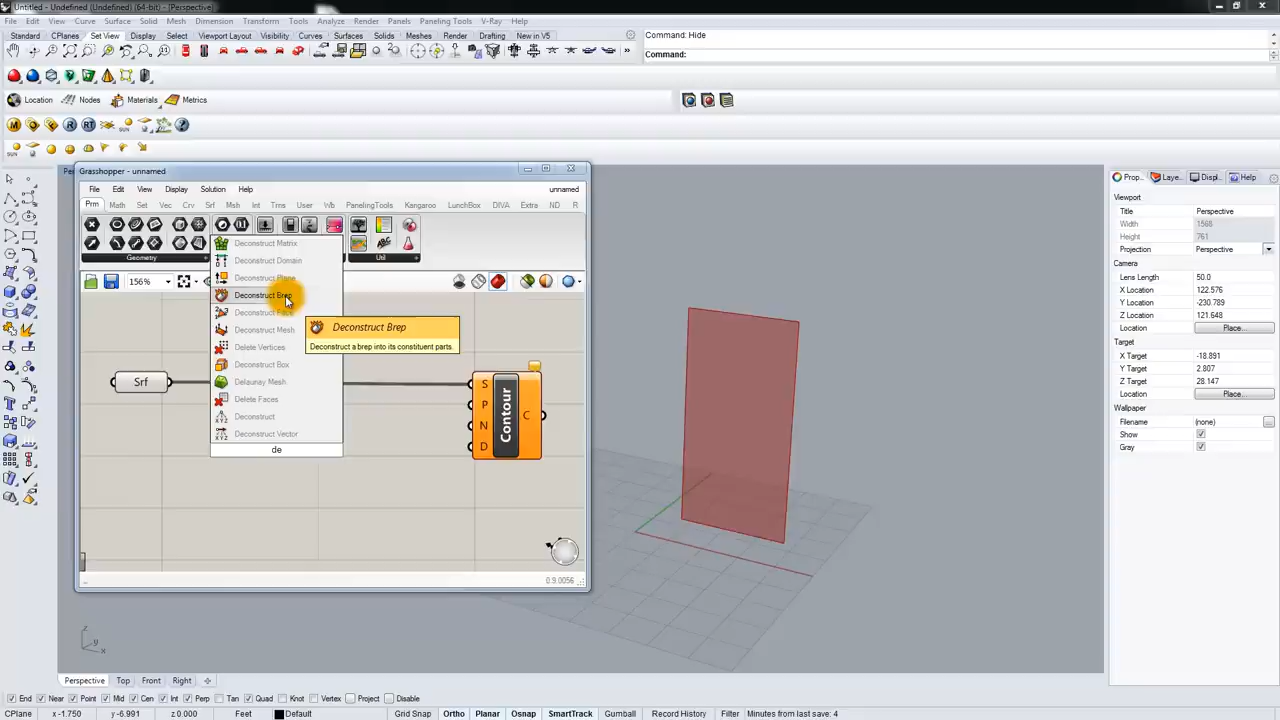 Untitled - Undefined (Undefined) (64-bit) - [Perspective]
File Edit View Curve Surface Solid Mesh Dimension Transform Tools Analyze Render Panels Paneling Tools V-Ray Help
Standard CPlanes Set View Display Select Viewport Layout Visibility Curves Surfaces Solids Meshes Render Drafting New in V5
Command: Hide
Command:
Location Nodes Materials Metrics
Grasshopper - unnamed
File Edit View Display Solution Help unnamed
Prm Math Set Vec Crv Srf Msh Int Trns User Wb PanelingTools Kangaroo LunchBox DIVA Extra ND R
Geometry
Util
156%
Deconstruct Matrix
Deconstruct Domain
Deconstruct Plane
Deconstruct Brep
Deconstruct Face
Deconstruct Mesh
Delete Vertices
Deconstruct Box
Delaunay Mesh
Delete Faces
Deconstruct
Deconstruct Vector
de
Deconstruct Brep
Deconstruct a brep into its constituent parts.
Srf
S
P
N
D
Contour
C
0.9.0056
z
y
x
Prop... Laye... Displ... Help
Viewport
Title Perspective
Width 1568
Height 761
Projection Perspective
Camera
Lens Length 50.0
X Location 122.576
Y Location -230.789
Z Location 121.648
Location Place...
Target
X Target -18.891
Y Target 2.807
Z Target 28.147
Location Place...
Wallpaper
Filename (none)
Show
Gray
Perspective Top Front Right
End Near Point Mid Cen Int Perp Tan Quad Knot Vertex Project Disable
CPlane x -1.750 y -6.991 z 0.000 Feet Default Grid Snap Ortho Planar Osnap SmartTrack Gumball Record History Filter Minutes from last save: 4